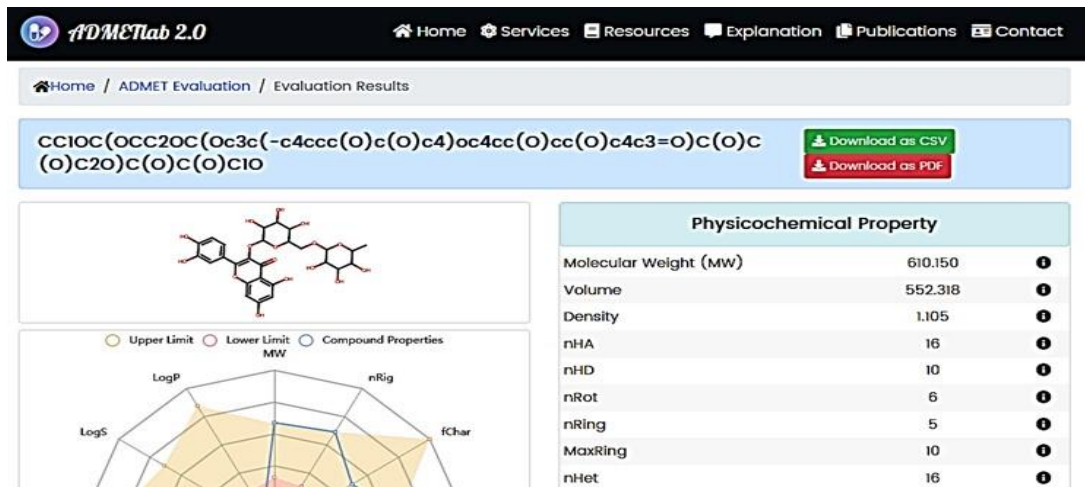 ADMETlab 2.0
Home Services Resources Explanation Publications Contact
Home / ADMET Evaluation / Evaluation Results
CC1OC(OCC2OC(Oc3c(-c4ccc(O)c(O)c4)oc4cc(O)cc(O)c4c3=O)C(O)C
(O)C2O)C(O)C(O)C1O
Download as CSV
Download as PDF
Upper Limit Lower Limit Compound Properties
MW
LogP
nRig
LogS
fChar
Physicochemical Property
Molecular Weight (MW) 610.150
Volume 552.318
Density 1.105
nHA 16
nHD 10
nRot 6
nRing 5
MaxRing 10
nHet 16